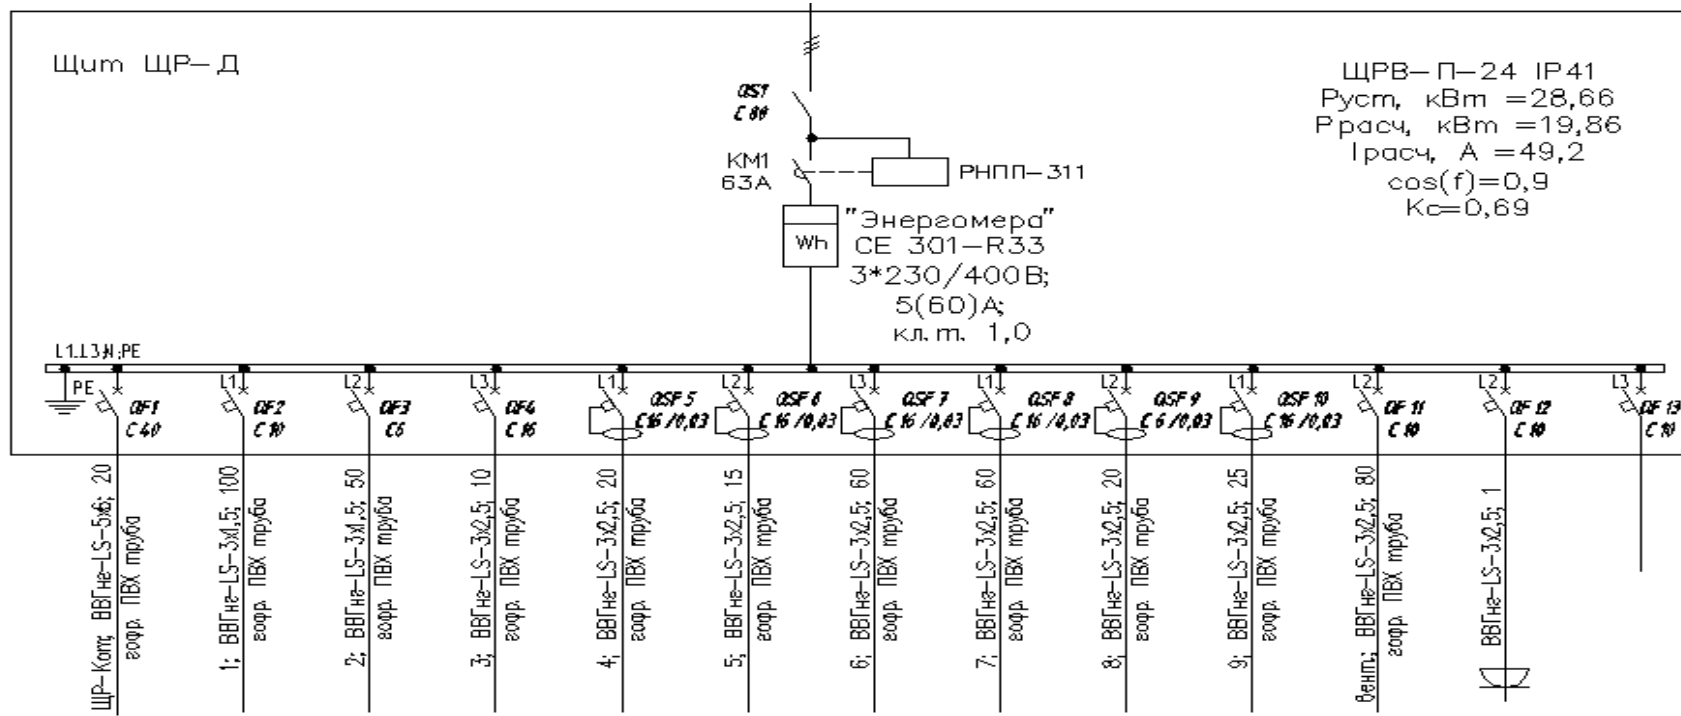 Щит ЩР-Д
ЩРВ-П-24 IP41
Руст, кВт =28,66
Ррасч, кВт =19,86
Iрасч, А =49,2
cos(f)=0,9
Кс=0,69
QS1
КМ1
63А
РНПП-311
"Энергомера"
Wh
СЕ 301-R33
3*230/400В;
5(60)А;
кл.т. 1,0
L1..L3;N;PE
PE
L1
L2
L3
L1
L2
L3
L1
L2
L1
L2
L2
L3
QF1
C 40
QF2
C 10
QF3
C6
QF4
C 16
QSF 5
C 16 /0,03
QSF 6
C 16 /0,03
QSF 7
C 16 /0,03
QSF 8
C 16 /0,03
QSF 9
C 6 /0,03
QSF 10
C 16 /0,03
QF 11
C 10
QF 12
C 10
QF 13
C 10
ЩР-Кот; ВВГнг-LS-5х6; 20
гофр. ПВХ труба
1; ВВГнг-LS-3х1,5; 100
гофр. ПВХ труба
2; ВВГнг-LS-3х1,5; 50
гофр. ПВХ труба
3; ВВГнг-LS-3х2,5; 10
гофр. ПВХ труба
4; ВВГнг-LS-3х2,5; 20
гофр. ПВХ труба
5; ВВГнг-LS-3х2,5; 15
гофр. ПВХ труба
6; ВВГнг-LS-3х2,5; 60
гофр. ПВХ труба
7; ВВГнг-LS-3х2,5; 60
гофр. ПВХ труба
8; ВВГнг-LS-3х2,5; 20
гофр. ПВХ труба
9; ВВГнг-LS-3х2,5; 25
гофр. ПВХ труба
вент.; ВВГнг-LS-3х2,5; 80
гофр. ПВХ труба
ВВГнг-LS-3х2,5; 1